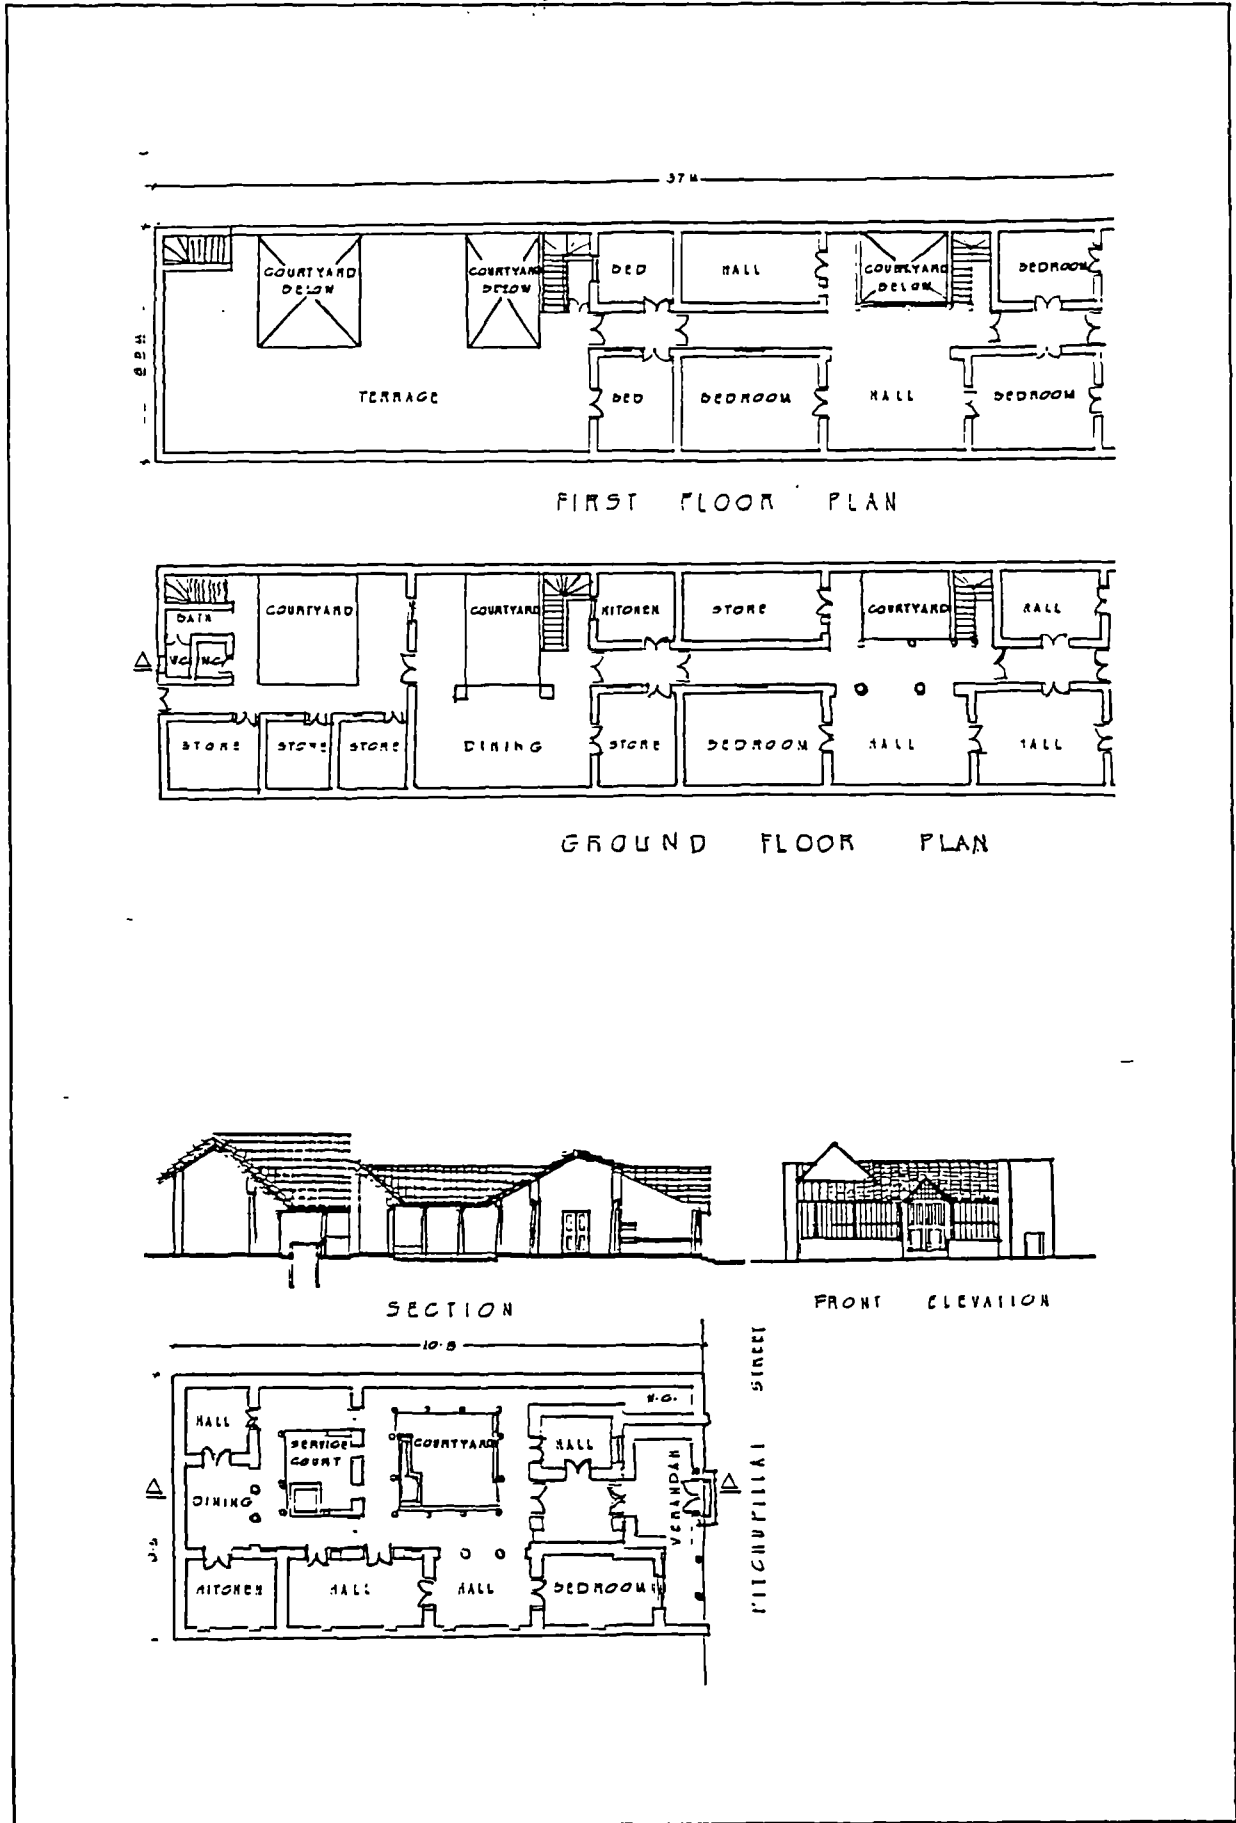 37 M
COURTYARD BELOW
COURTYARD BELOW
BED
HALL
COURTYARD BELOW
BEDROOM
TERRACE
BED
BEDROOM
HALL
BEDROOM
FIRST FLOOR PLAN
COURTYARD
COURTYARD
KITCHEN
STORE
COURTYARD
HALL
BATH
W.C
W.C
STORE
STORE
STORE
DINING
STORE
BEDROOM
HALL
HALL
GROUND FLOOR PLAN
SECTION
FRONT ELEVATION
PITCHUPILLAI STREET
HALL
SERVICE COURT
COURTYARD
HALL
DINING
VERANDAH
KITCHEN
HALL
HALL
BEDROOM